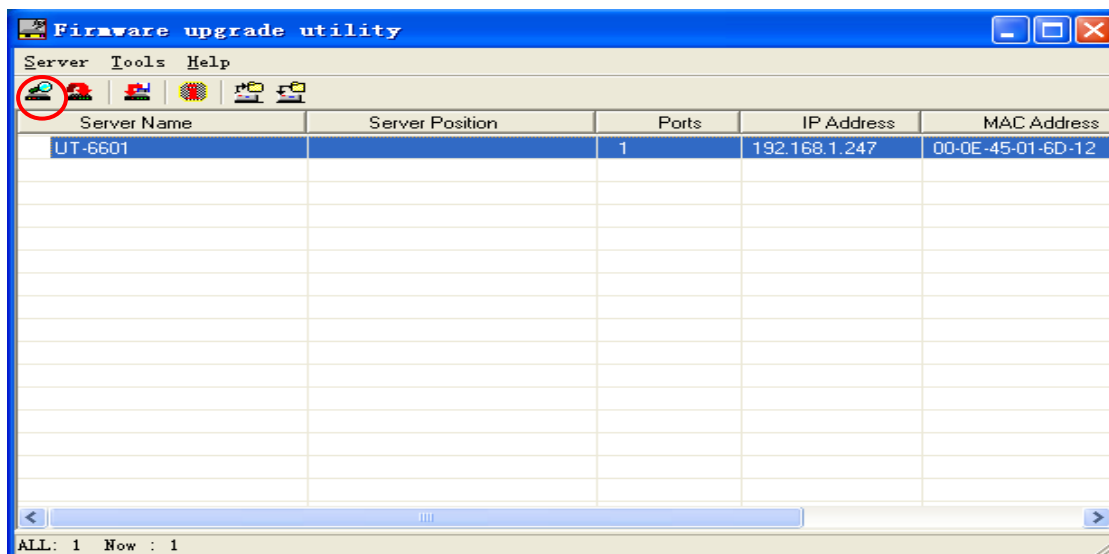 Firmware upgrade utility
Server Tools Help
Server Name Server Position Ports IP Address MAC Address
UT-6601 1 192.168.1.247 00-0E-45-01-6D-12
ALL: 1 Now : 1